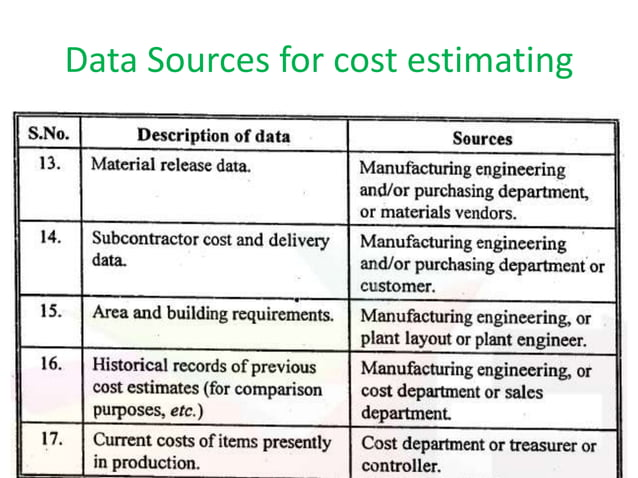 Data Sources for cost estimating
S.No. Description of data Sources
13. Material release data. Manufacturing engineering
and/or purchasing department,
or materials vendors.
14. Subcontractor cost and delivery Manufacturing engineering
data. and/or purchasing department or
customer.
15. Area and building requirements. Manufacturing engineering, or
plant layout or plant engineer.
16. Historical records of previous Manufacturing engineering, or
cost estimates (for comparison cost department or sales
purposes, etc.) department.
17. Current costs of items presently Cost department or treasurer or
in production. controller.